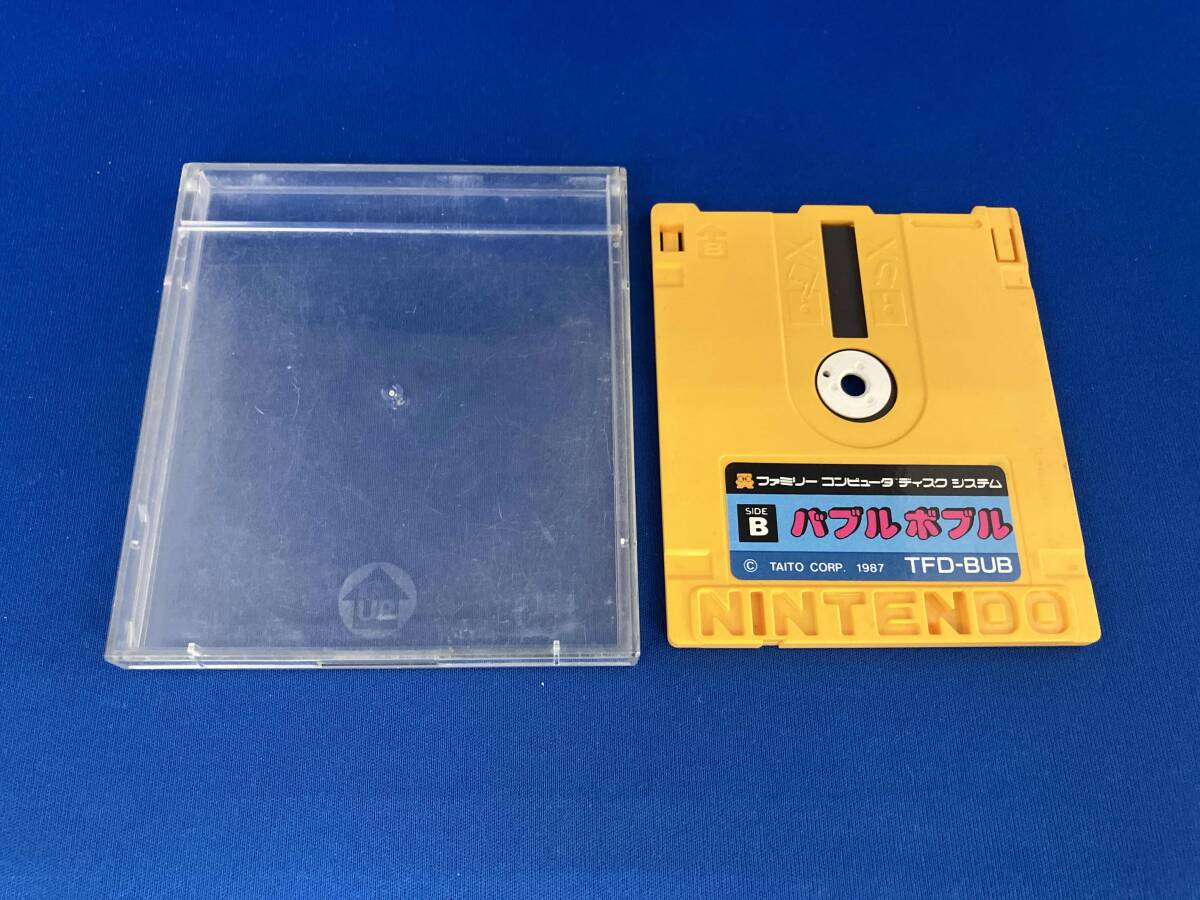 UP
B
ファミリー コンピュータ ディスク システム
SIDE B バブルボブル
© TAITO CORP. 1987 TFD-BUB
NINTENDO